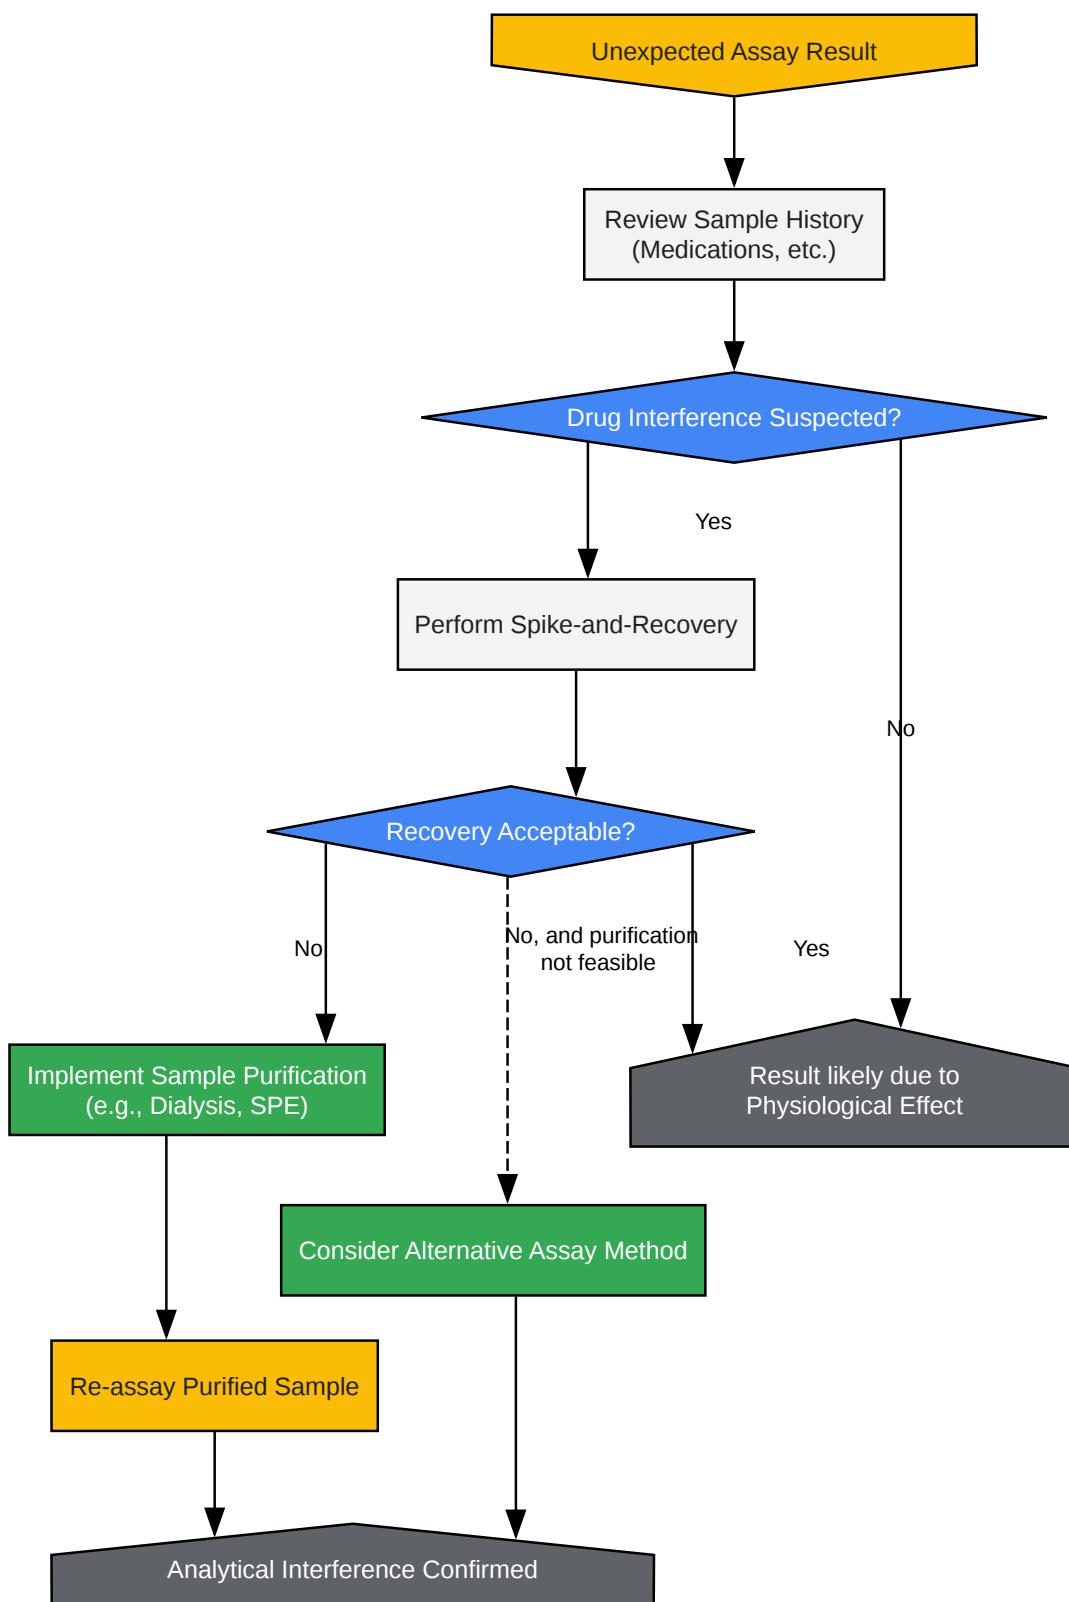 Unexpected Assay Result
Review Sample History
(Medications, etc.)
Drug Interference Suspected?
Yes
Perform Spike-and-Recovery
No
Recovery Acceptable?
No
No, and purification
not feasible
Yes
Implement Sample Purification
(e.g., Dialysis, SPE)
Result likely due to
Physiological Effect
Consider Alternative Assay Method
Re-assay Purified Sample
Analytical Interference Confirmed